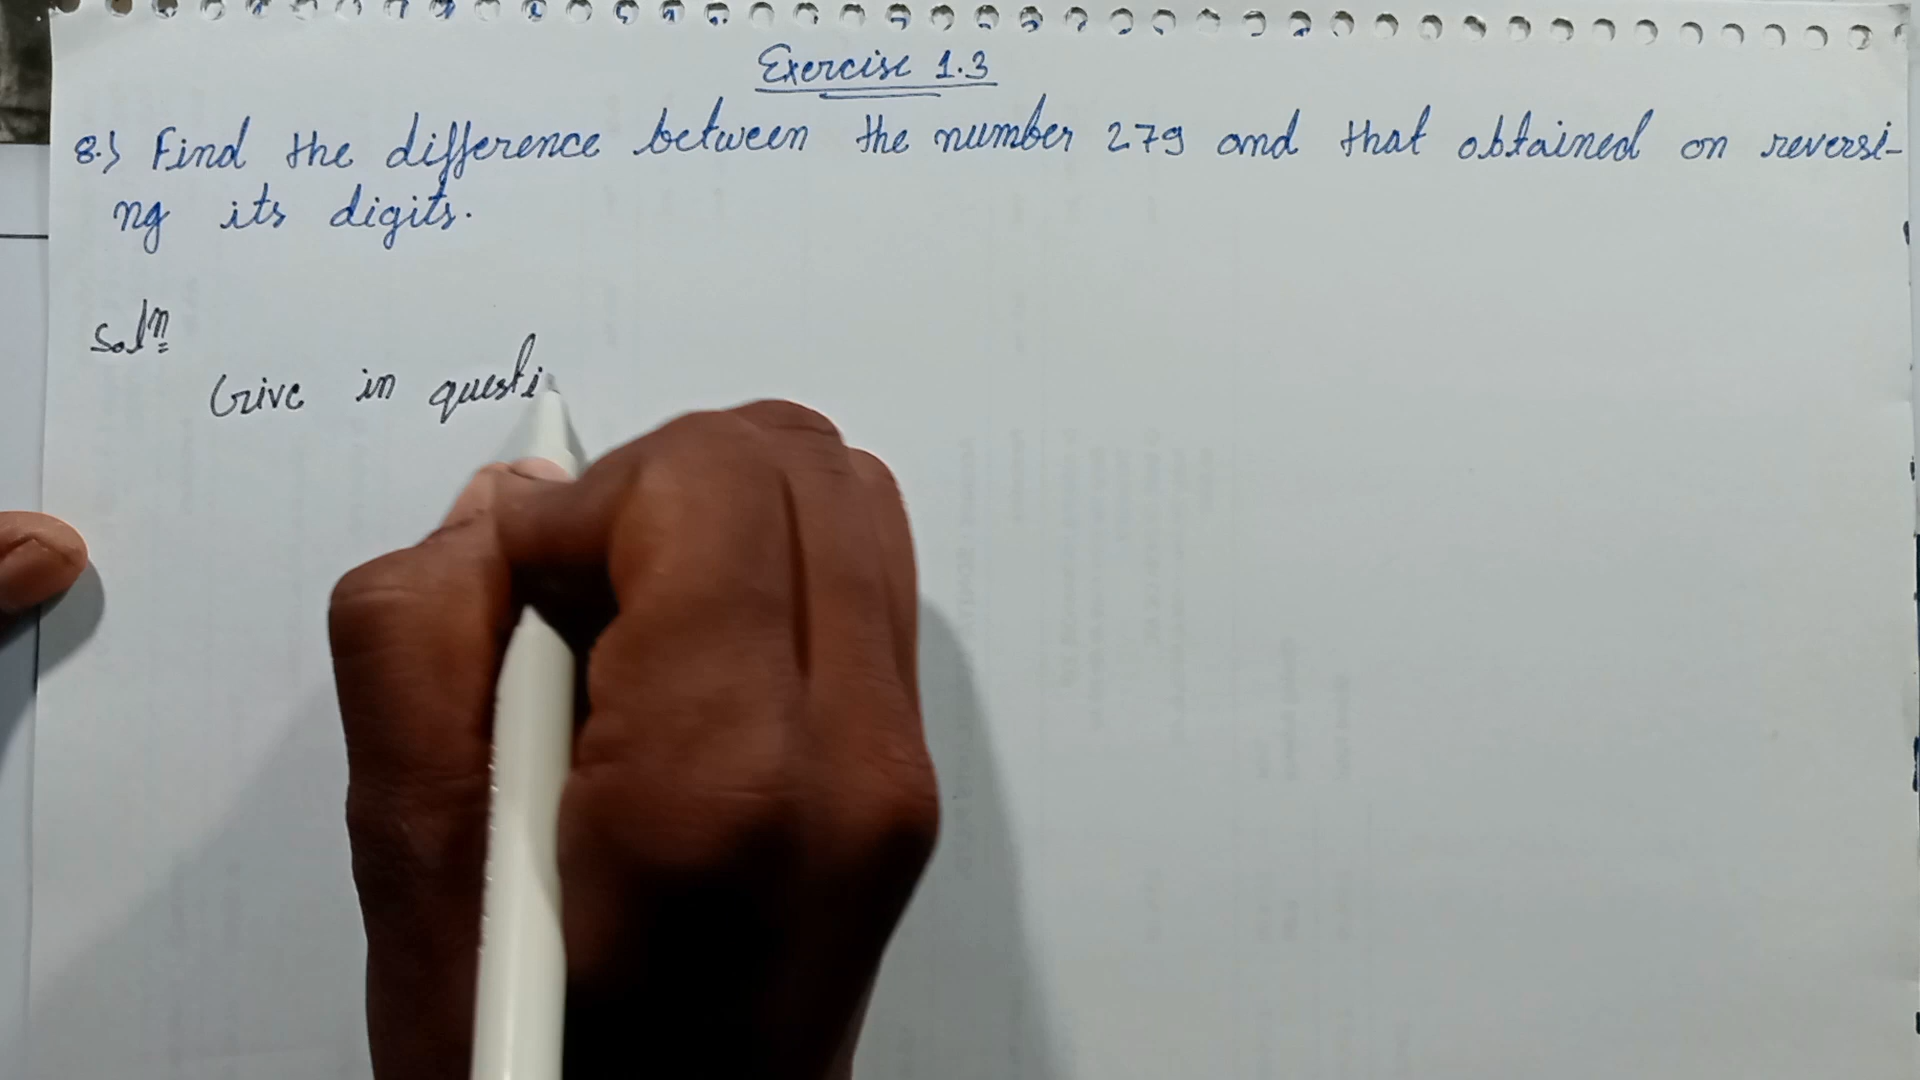 Exercise 1.3
8.> Find the difference between the number 279 and that obtained on reversi-
ng its digits.
Solⁿ
Give in questi